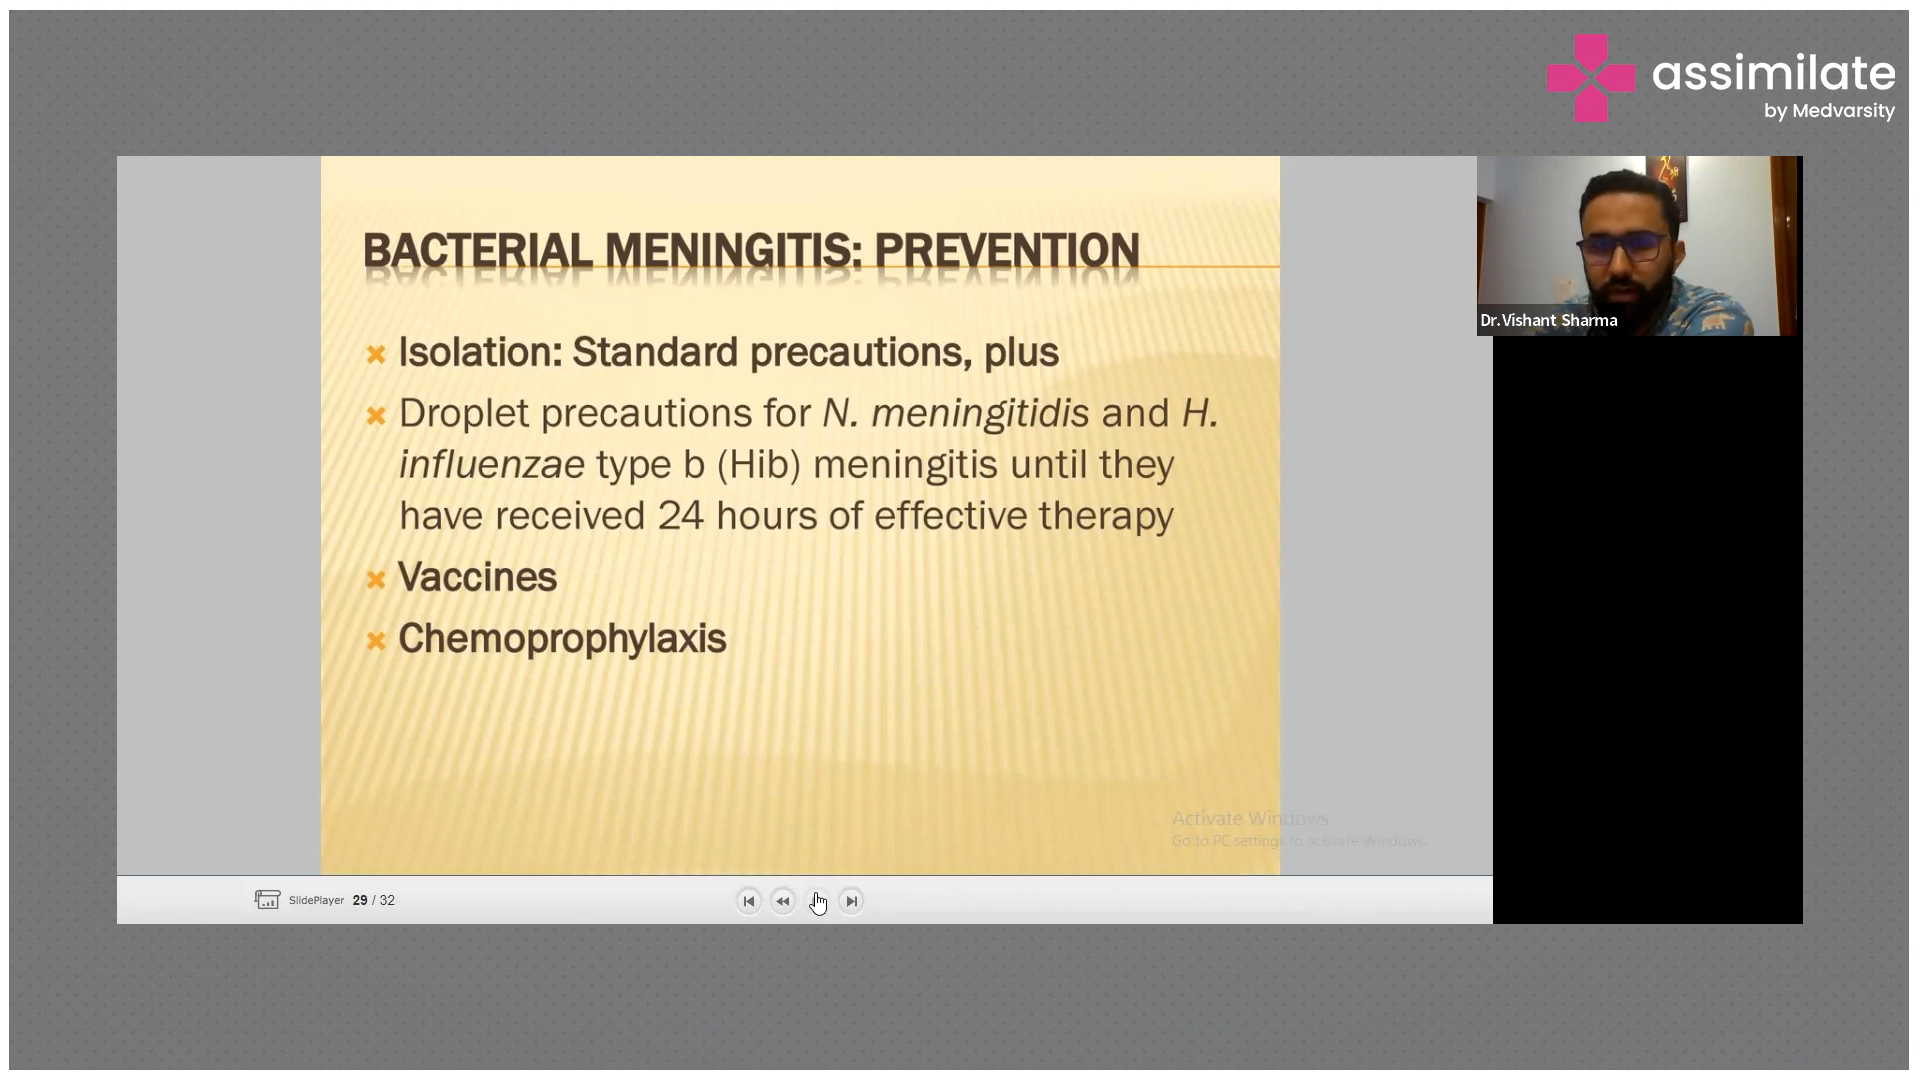 assimilate
by Medvarsity
BACTERIAL MENINGITIS: PREVENTION
Isolation: Standard precautions, plus
Droplet precautions for N. meningitidis and H.
influenzae type b (Hib) meningitis until they
have received 24 hours of effective therapy
Vaccines
Chemoprophylaxis
Dr.Vishant Sharma
Activate Windows
Go to PC settings to activate Windows.
SlidePlayer 29 / 32